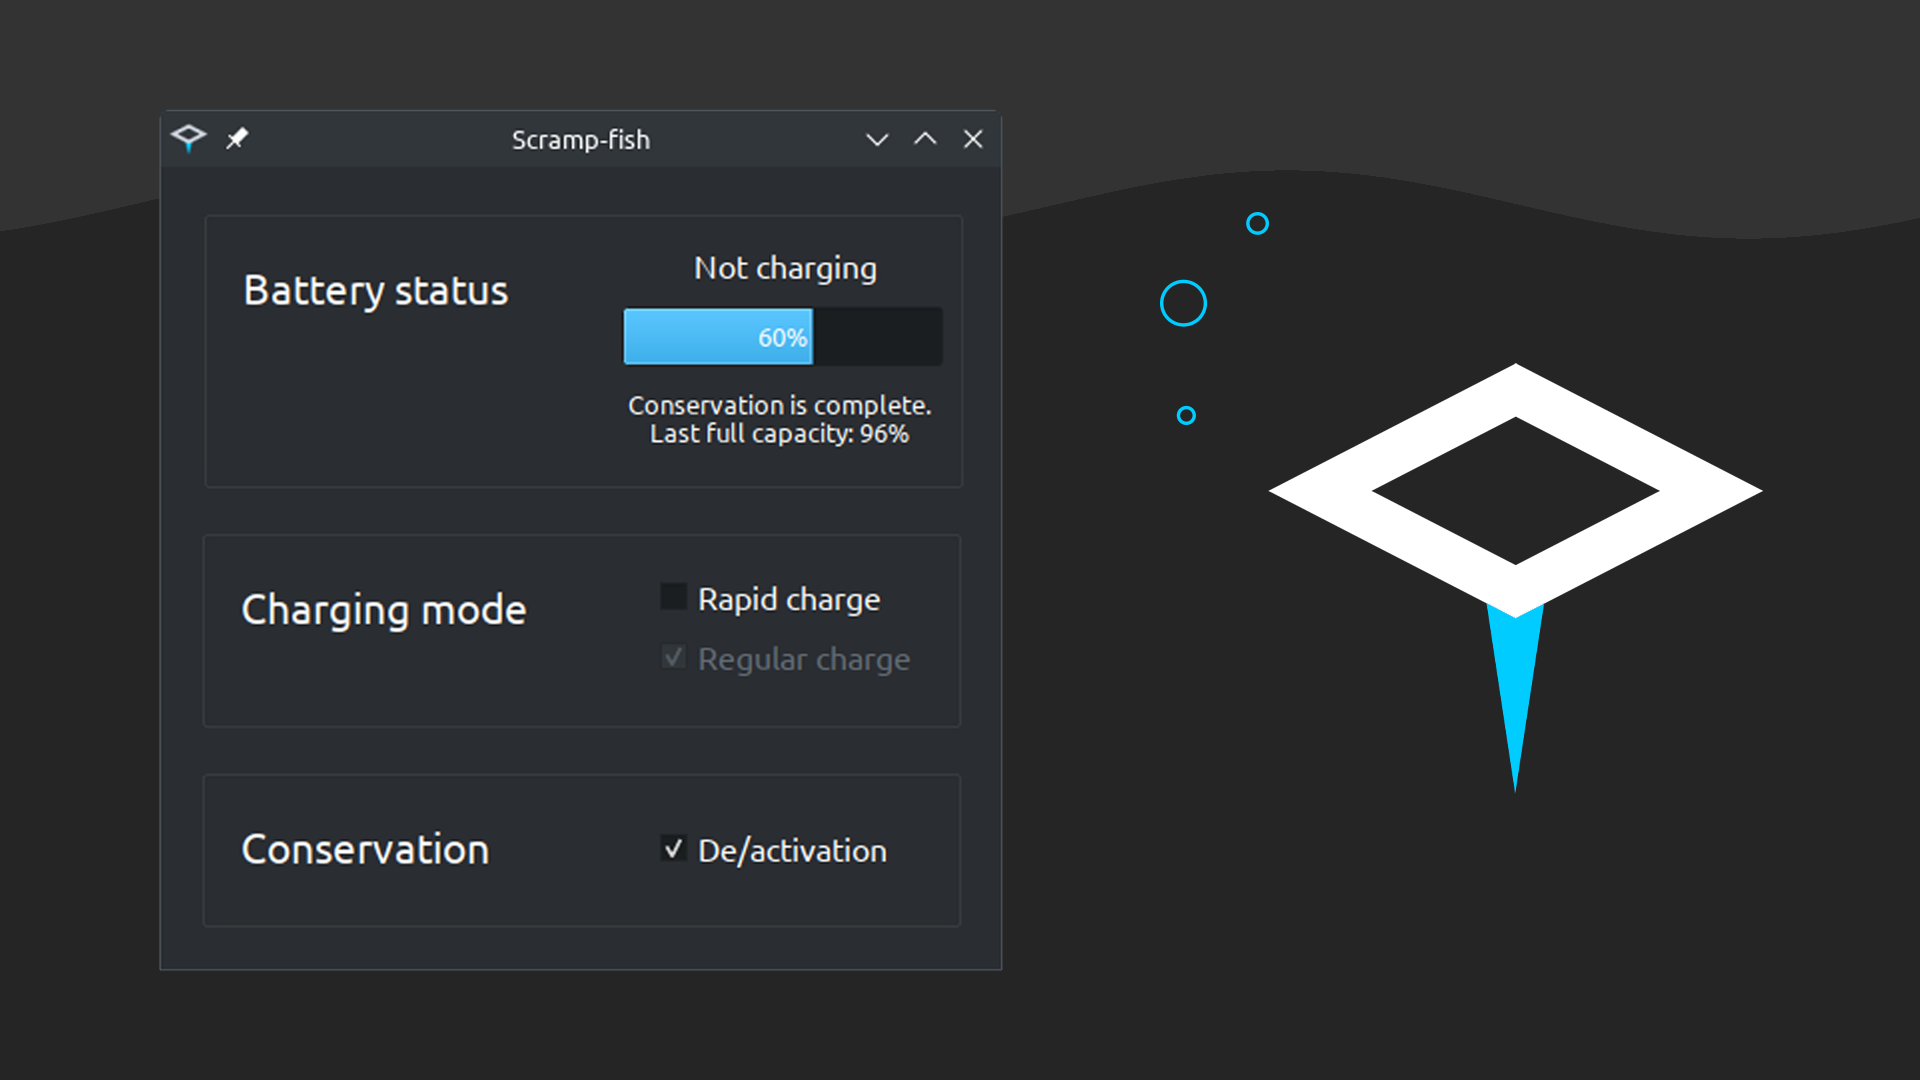 Scramp-fish
Battery status
Not charging
60%
Conservation is complete.
Last full capacity: 96%
Charging mode
Rapid charge
Regular charge
Conservation
De/activation